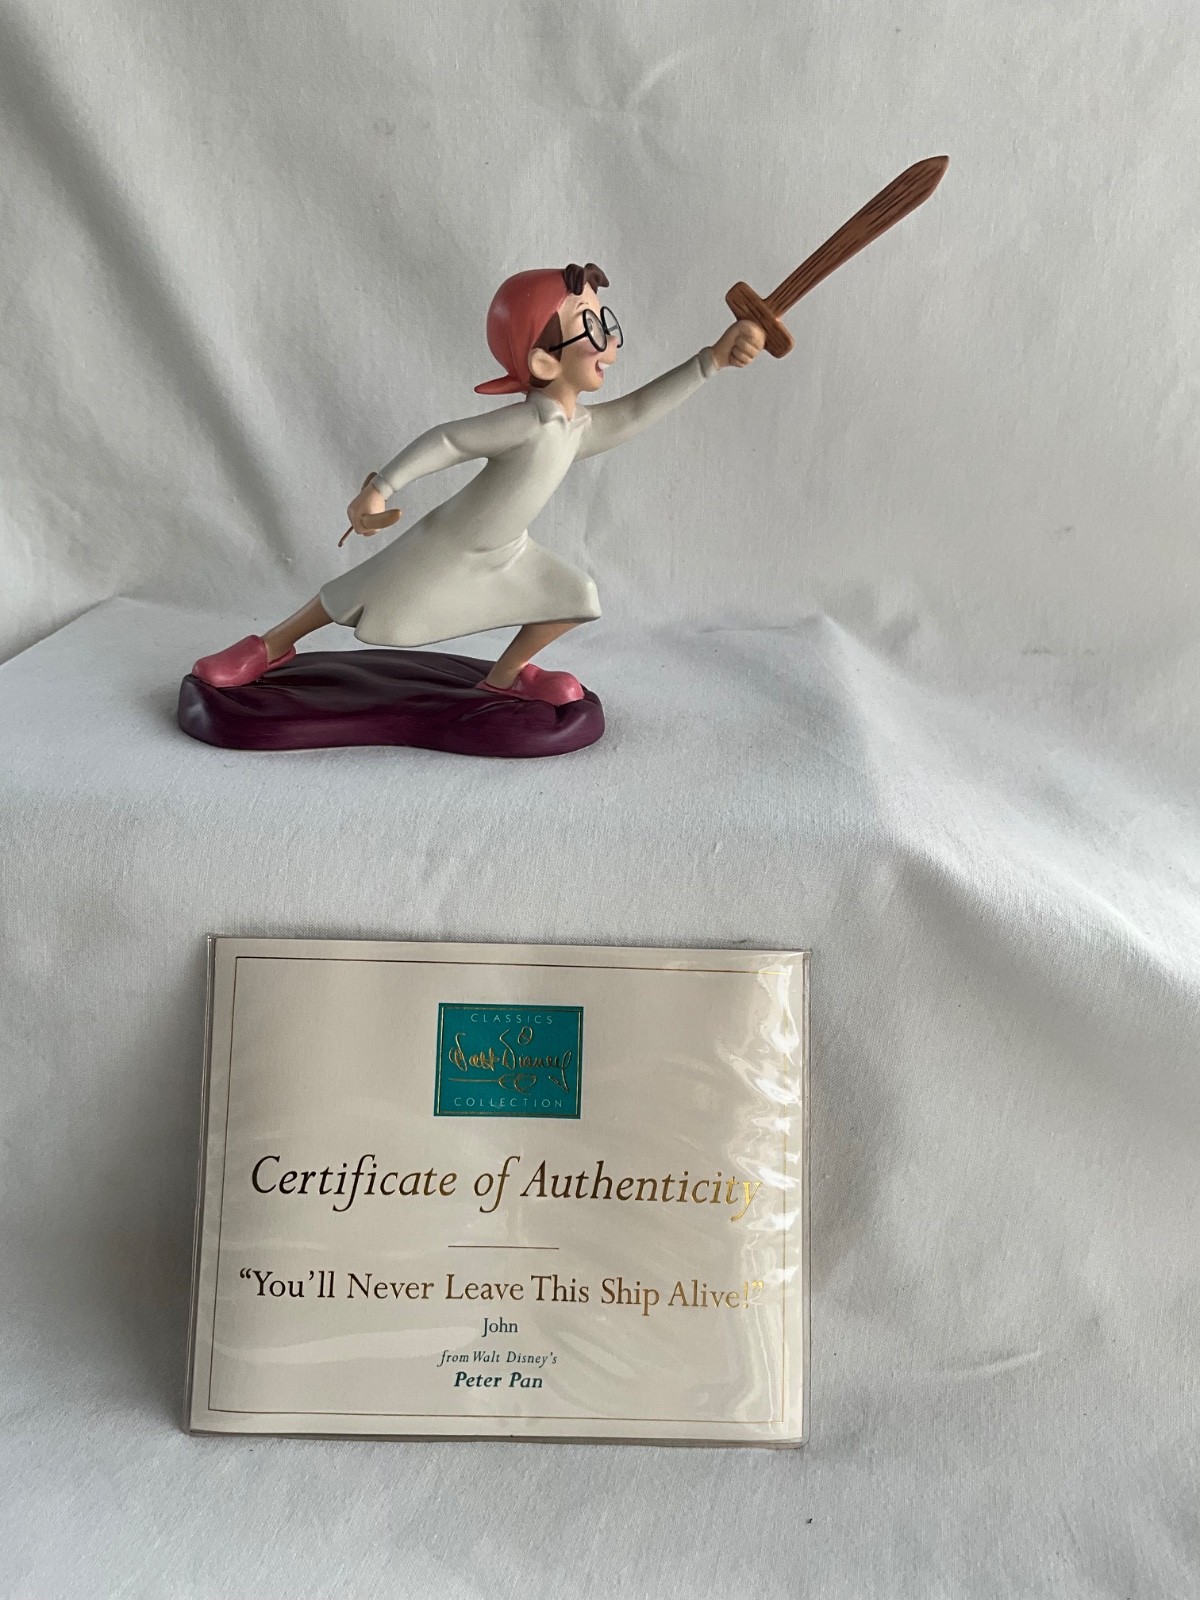 CLASSICS
Walt Disney
COLLECTION
Certificate of Authenticity
“You’ll Never Leave This Ship Alive!”
John
from Walt Disney’s
Peter Pan